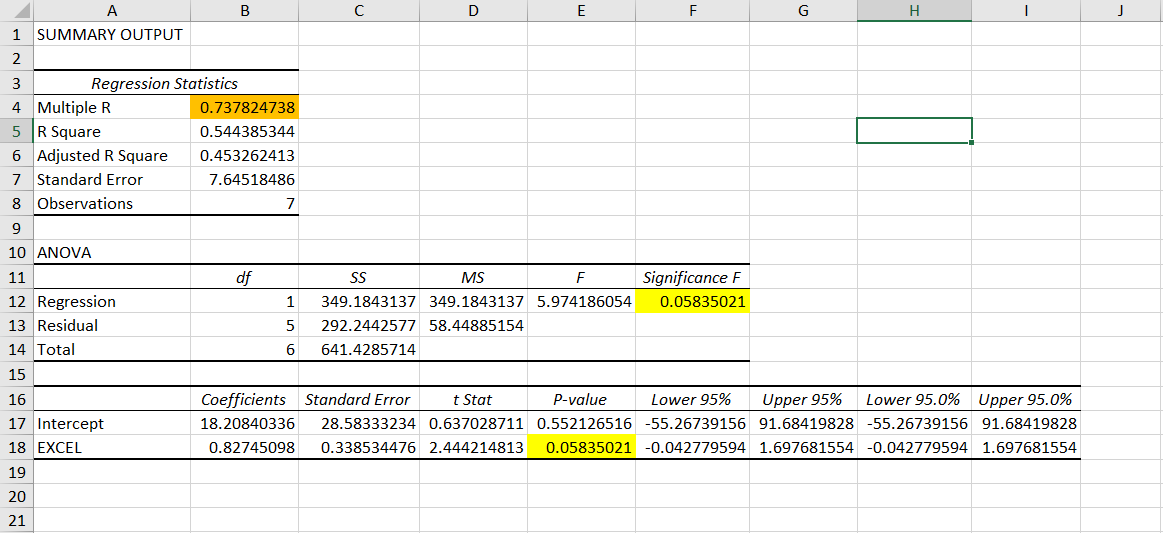 A B C D E F G H I J
1 SUMMARY OUTPUT
2
3 Regression Statistics
4 Multiple R 0.737824738
5 R Square 0.544385344
6 Adjusted R Square 0.453262413
7 Standard Error 7.64518486
8 Observations 7
9
10 ANOVA
11 df SS MS F Significance F
12 Regression 1 349.1843137 349.1843137 5.974186054 0.05835021
13 Residual 5 292.2442577 58.44885154
14 Total 6 641.4285714
15
16 Coefficients Standard Error t Stat P-value Lower 95% Upper 95% Lower 95.0% Upper 95.0%
17 Intercept 18.20840336 28.58333234 0.637028711 0.552126516 -55.26739156 91.68419828 -55.26739156 91.68419828
18 EXCEL 0.82745098 0.338534476 2.444214813 0.05835021 -0.042779594 1.697681554 -0.042779594 1.697681554
19
20
21